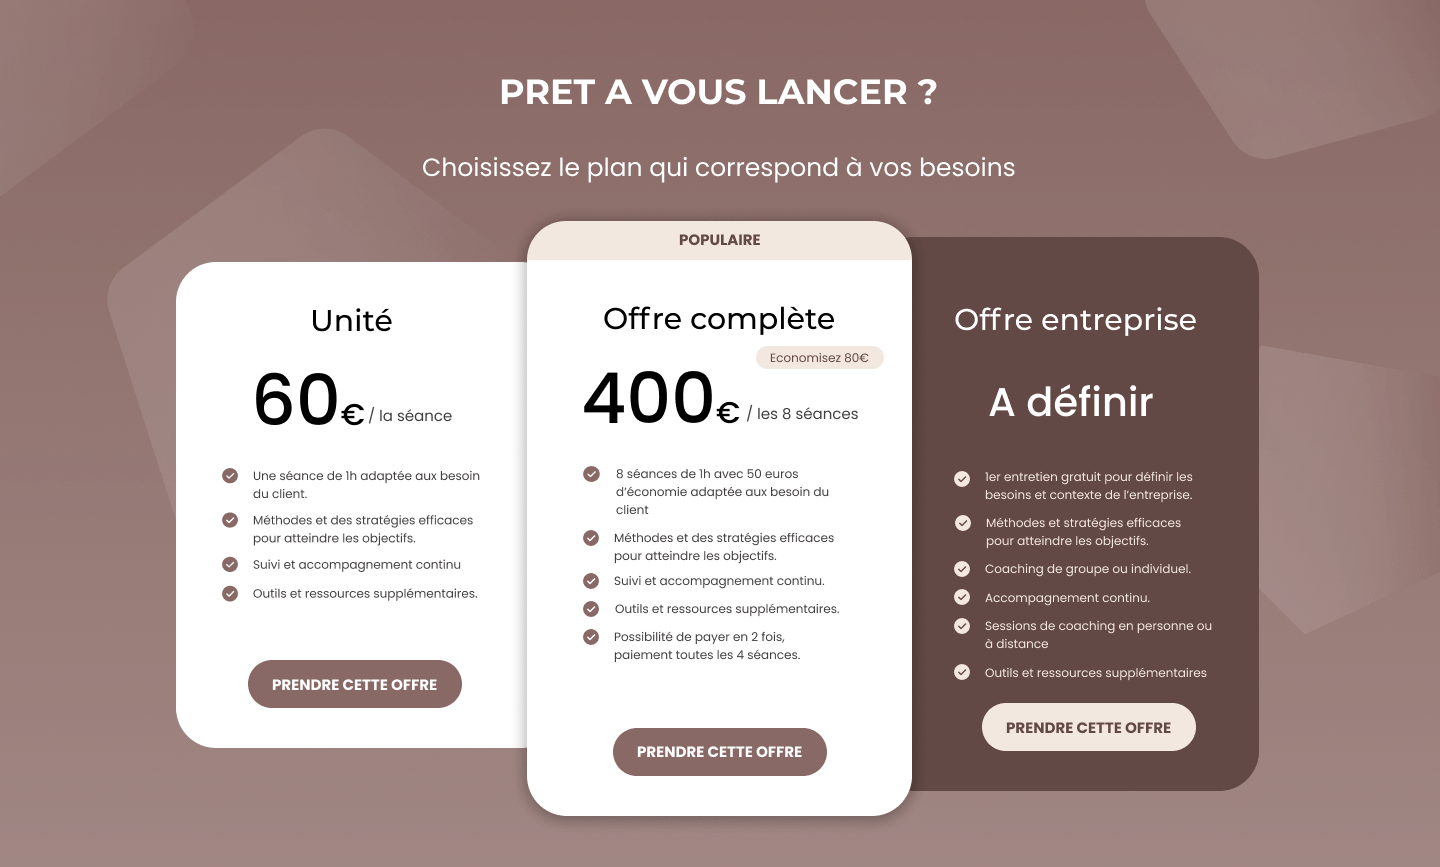 PRET A VOUS LANCER ?
Choisissez le plan qui correspond à vos besoins
Unité
60€ / la séance
Une séance de 1h adaptée aux besoin
du client.
Méthodes et des stratégies efficaces
pour atteindre les objectifs.
Suivi et accompagnement continu
Outils et ressources supplémentaires.
PRENDRE CETTE OFFRE
POPULAIRE
Offre complète
Economisez 80€
400€ / les 8 séances
8 séances de 1h avec 50 euros
d’économie adaptée aux besoin du
client
Méthodes et des stratégies efficaces
pour atteindre les objectifs.
Suivi et accompagnement continu.
Outils et ressources supplémentaires.
Possibilité de payer en 2 fois,
paiement toutes les 4 séances.
PRENDRE CETTE OFFRE
Offre entreprise
A définir
1er entretien gratuit pour définir les
besoins et contexte de l’entreprise.
Méthodes et stratégies efficaces
pour atteindre les objectifs.
Coaching de groupe ou individuel.
Accompagnement continu.
Sessions de coaching en personne ou
à distance
Outils et ressources supplémentaires
PRENDRE CETTE OFFRE